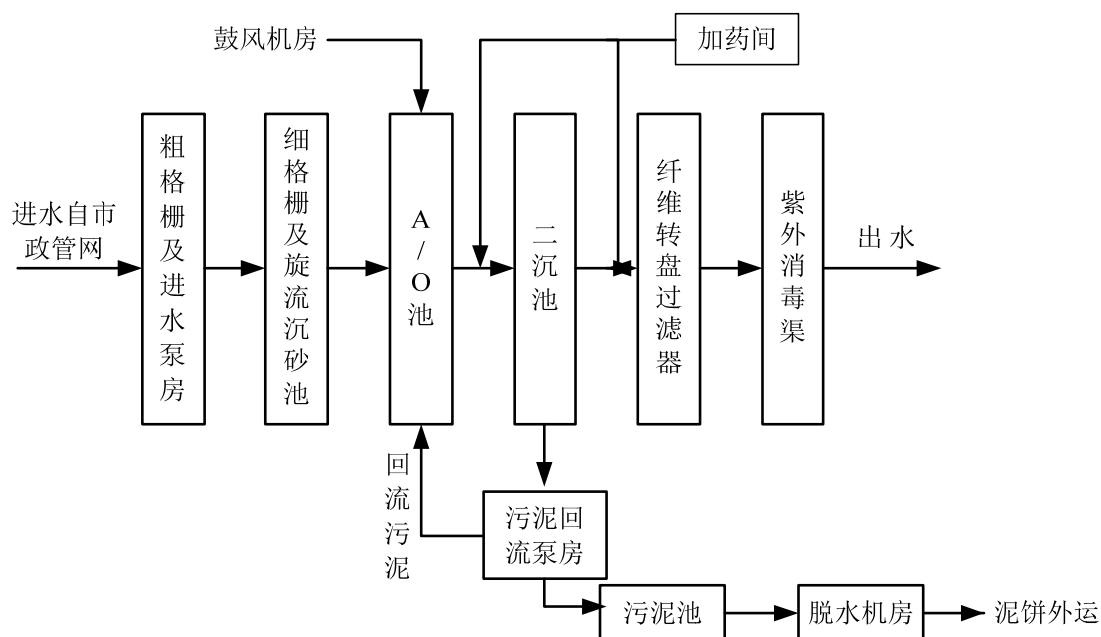 鼓风机房
加药间
进水自市
政管网
粗格栅及进水泵房
细格栅及旋流沉砂池
A/O池
二沉池
纤维转盘过滤器
紫外消毒渠
出水
回流污泥
污泥回
流泵房
污泥池
脱水机房
泥饼外运